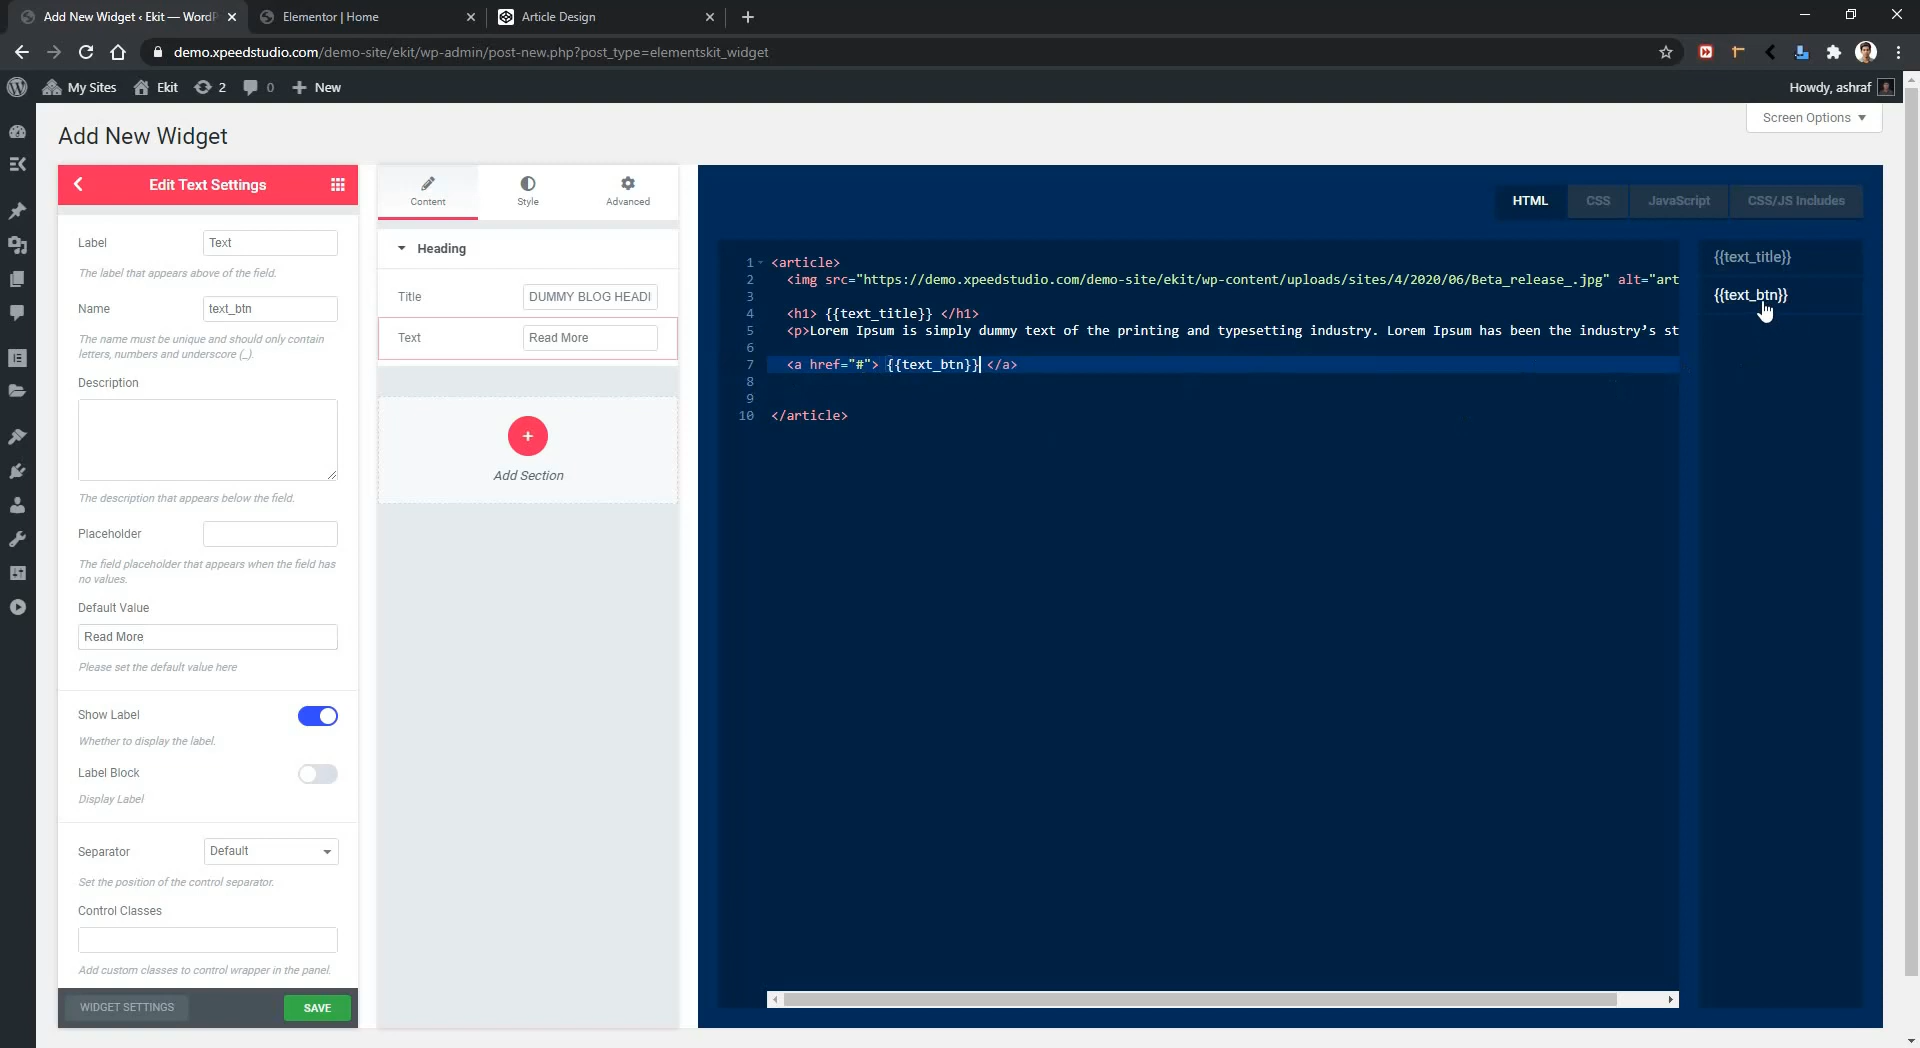 Add New Widget ‹ Ekit — WordP
Elementor | Home
Article Design
demo.xpeedstudio.com/demo-site/ekit/wp-admin/post-new.php?post_type=elementskit_widget
My Sites
Ekit
2
0
New
Howdy, ashraf
Add New Widget
Screen Options
Edit Text Settings
Label
Text
The label that appears above of the field.
Name
text_btn
The name must be unique and should only contain
letters, numbers and underscore (_).
Description
The description that appears below the field.
Placeholder
The field placeholder that appears when the field has
no values.
Default Value
Read More
Please set the default value here
Show Label
Whether to display the label.
Label Block
Display Label
Separator
Default
Set the position of the control separator.
Control Classes
Add custom classes to control wrapper in the panel.
WIDGET SETTINGS
SAVE
Content
Style
Advanced
Heading
Title
DUMMY BLOG HEADI
Text
Read More
+
Add Section
HTML
CSS
JavaScript
CSS/JS Includes
1 <article>
2 <img src="https://demo.xpeedstudio.com/demo-site/ekit/wp-content/uploads/sites/4/2020/06/Beta_release_.jpg" alt="art
3
4 <h1> {{text_title}} </h1>
5 <p>Lorem Ipsum is simply dummy text of the printing and typesetting industry. Lorem Ipsum has been the industry’s st
6
7 <a href="#"> {{text_btn}} </a>
8
9
10 </article>
{{text_title}}
{{text_btn}}